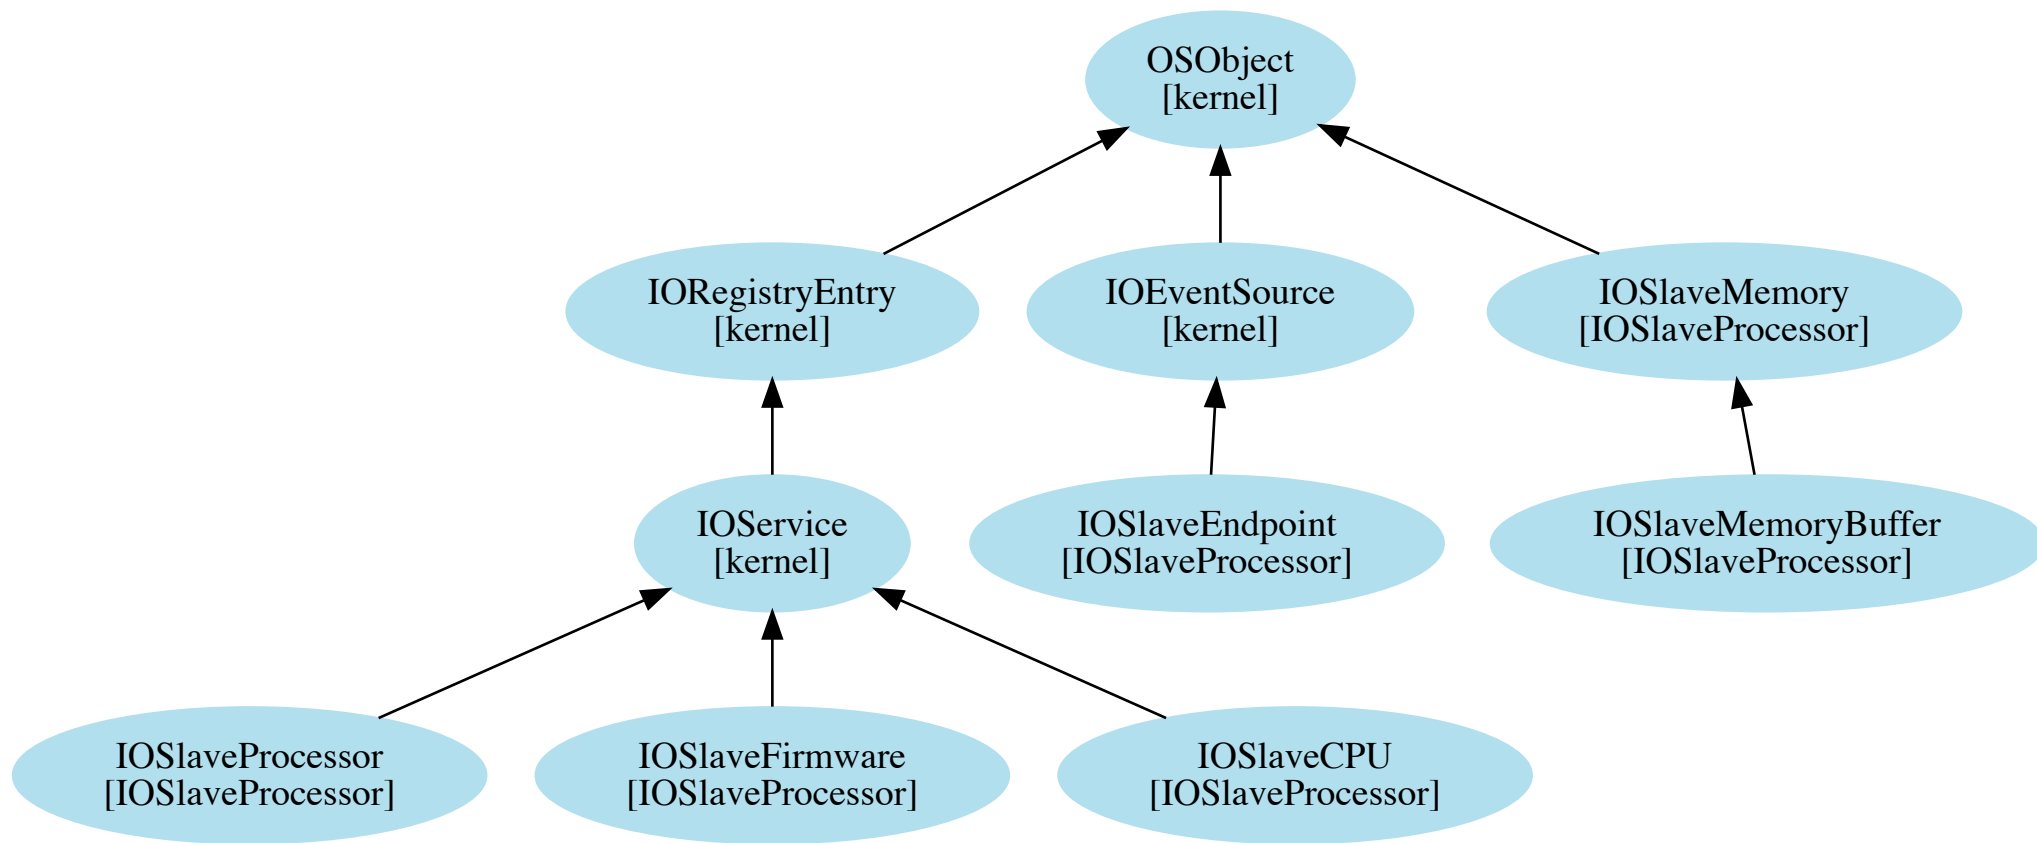 OSObject
[kernel]
IORegistryEntry
[kernel]
IOEventSource
[kernel]
IOSlaveMemory
[IOSlaveProcessor]
IOService
[kernel]
IOSlaveEndpoint
[IOSlaveProcessor]
IOSlaveMemoryBuffer
[IOSlaveProcessor]
IOSlaveProcessor
[IOSlaveProcessor]
IOSlaveFirmware
[IOSlaveProcessor]
IOSlaveCPU
[IOSlaveProcessor]